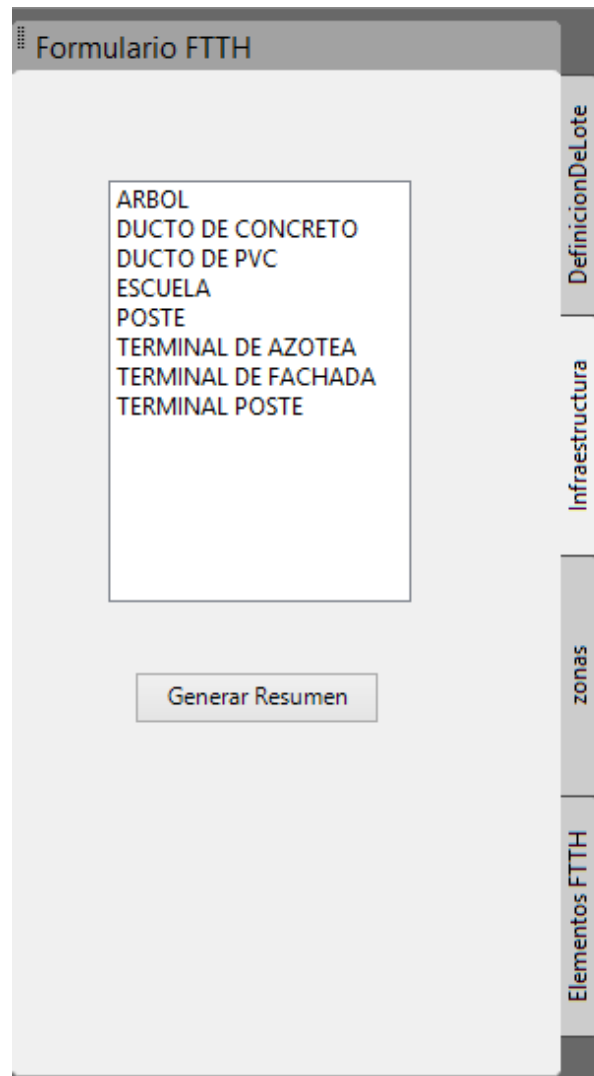 Formulario FTTH
ARBOL
DUCTO DE CONCRETO
DUCTO DE PVC
ESCUELA
POSTE
TERMINAL DE AZOTEA
TERMINAL DE FACHADA
TERMINAL POSTE
Generar Resumen
DefinicionDeLote
Infraestructura
zonas
Elementos FTTH